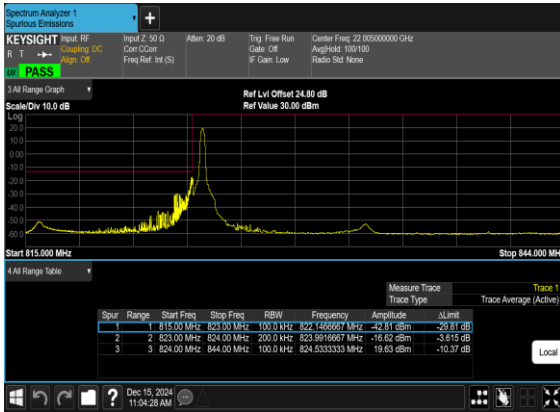 Spectrum Analyzer 1
Spurious Emissions
KEYSIGHT Input: RF Input Z: 50 Ω Atten: 20 dB Trig: Free Run Center Freq: 22.005000000 GHz
R T Coupling: DC Corr CCorr Gate: Off Avg|Hold: 100/100
Align: Off Freq Ref: Int (S) IF Gain: Low Radio Std: None
LXI PASS
3 All Range Graph
Ref Lvl Offset 24.80 dB
Scale/Div 10.0 dB Ref Value 30.00 dBm
Log
20.0
10.0
0.00
-10.0
-20.0
-30.0
-40.0
-50.0
-60.0
Start 815.000 MHz Stop 844.000 MH
4 All Range Table
Measure Trace Trace 1
Trace Type Trace Average (Active)
Spur Range Start Freq Stop Freq RBW Frequency Amplitude ΔLimit
1 1 815.00 MHz 823.00 MHz 100.0 kHz 822.1466667 MHz -42.81 dBm -29.81 dB
2 2 823.00 MHz 824.00 MHz 200.0 kHz 823.9916667 MHz -16.62 dBm -3.615 dB
3 3 824.00 MHz 844.00 MHz 100.0 kHz 824.5333333 MHz 19.63 dBm -10.37 dB
Local
Dec 15, 2024
11:04:28 AM